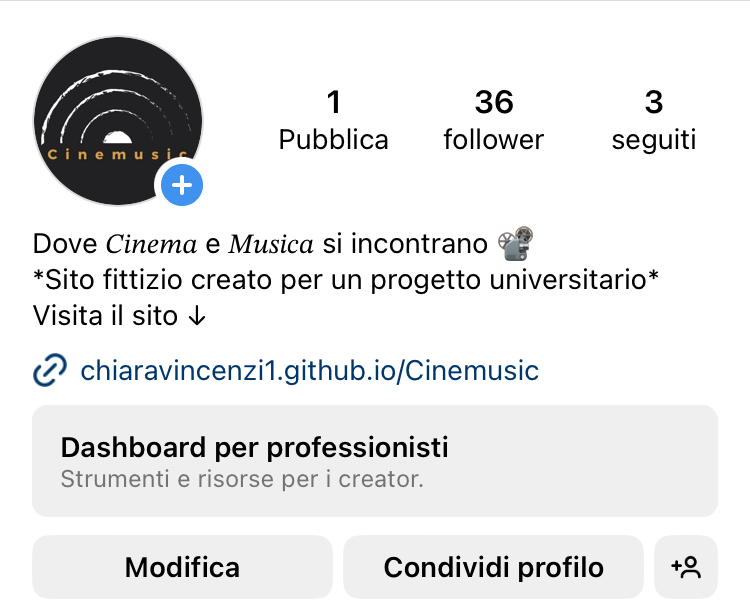 Cinemusic
1 36 3
Pubblica follower seguiti
Dove Cinema e Musica si incontrano
*Sito fittizio creato per un progetto universitario*
Visita il sito ↓
chiaravincenzi1.github.io/Cinemusic
Dashboard per professionisti
Strumenti e risorse per i creator.
Modifica Condividi profilo